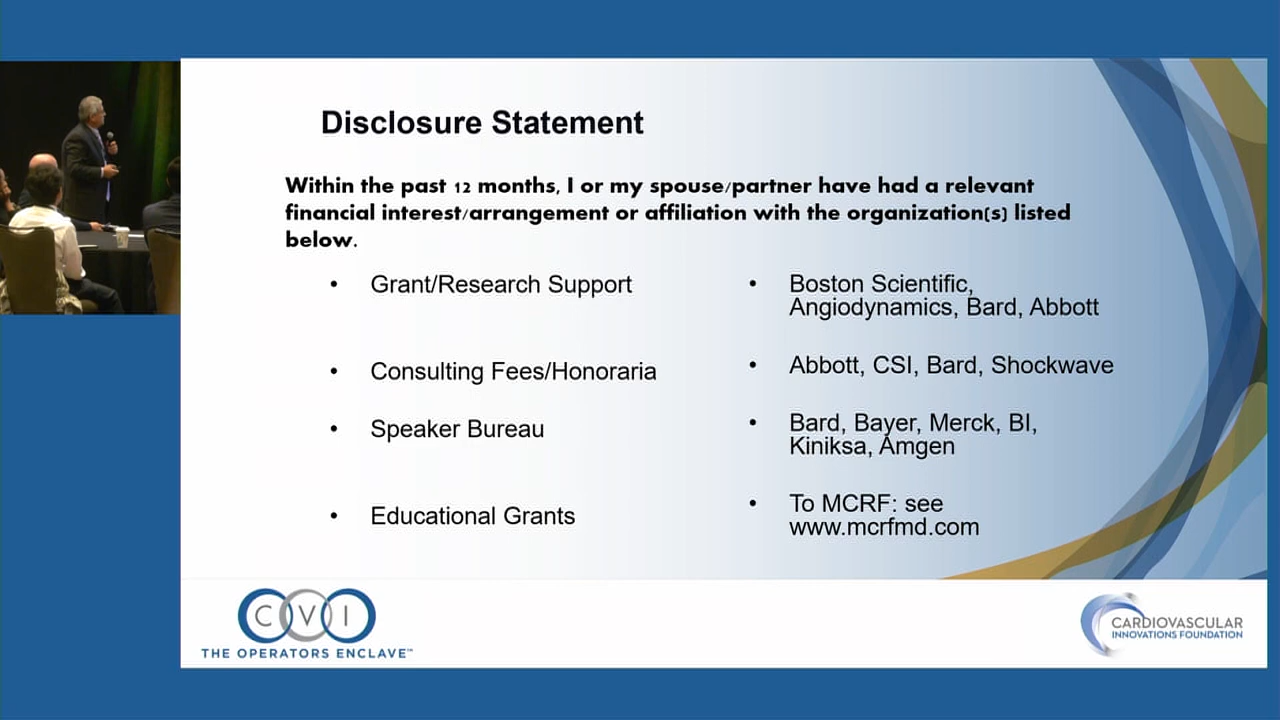 Disclosure Statement
Within the past 12 months, I or my spouse/partner have had a relevant
financial interest/arrangement or affiliation with the organization(s) listed
below.
• Grant/Research Support
• Boston Scientific,
Angiodynamics, Bard, Abbott
• Consulting Fees/Honoraria
• Abbott, CSI, Bard, Shockwave
• Speaker Bureau
• Bard, Bayer, Merck, BI,
Kiniksa, Amgen
• Educational Grants
• To MCRF: see
www.mcrfmd.com
CVI
THE OPERATORS ENCLAVE™
CARDIOVASCULAR
INNOVATIONS FOUNDATION